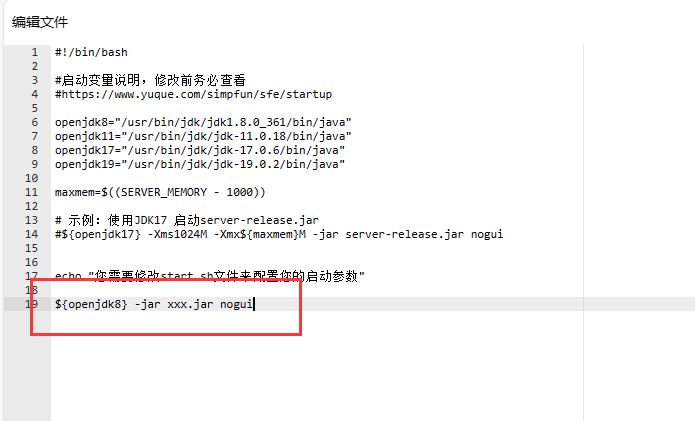 编辑文件
1 #!/bin/bash
2
3 #启动变量说明，修改前务必查看
4 #https://www.yuque.com/simpfun/sfe/startup
5
6 openjdk8="/usr/bin/jdk/jdk1.8.0_361/bin/java"
7 openjdk11="/usr/bin/jdk/jdk-11.0.18/bin/java"
8 openjdk17="/usr/bin/jdk/jdk-17.0.6/bin/java"
9 openjdk19="/usr/bin/jdk/jdk-19.0.2/bin/java"
10
11 maxmem=$((SERVER_MEMORY - 1000))
12
13 # 示例：使用JDK17 启动server-release.jar
14 #${openjdk17} -Xms1024M -Xmx${maxmem}M -jar server-release.jar nogui
15
16
17 echo "你需要修改start.sh文件来配置您的启动参数"
18
19 ${openjdk8} -jar xxx.jar nogui